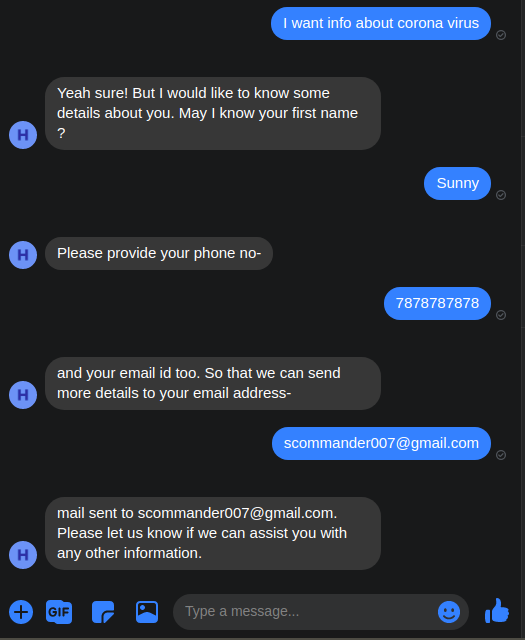 I want info about corona virus
Yeah sure! But I would like to know some
details about you. May I know your first name
?
H
Sunny
Please provide your phone no-
H
7878787878
and your email id too. So that we can send
more details to your email address-
H
scommander007@gmail.com
mail sent to scommander007@gmail.com.
Please let us know if we can assist you with
any other information.
H
GIF
Type a message...